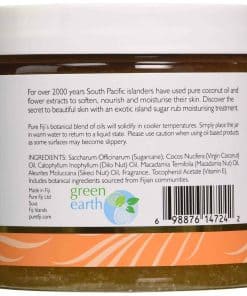 For over 2000 years South Pacific islanders
have used pure coconut oil and
flower extracts to soften, nourish and moisturise their skin. Discover the
secret to beautiful skin with an exotic island sugar rub moisturising treatment.
Pure Fiji's botanical blend of oils will solidify in cooler temperatures. Simply place the jar
in warm water to return to a liquid state. Please use caution when using oil based products
as some surfaces may become slippery.
INGREDIENTS: Saccharum Officinarum (Sugarcane), Cocos Nucifera (Virgin Coconut)
Oil, Calophyllum Inophyllum (Dilo Nut) Oil, Macadamia Ternifolia (Macadamia Nut) Oil,
Aleurites Moluccana (Sikeci Nut) Oil, Fragrance, Tocopherol Acetate (Vitamin E).
Includes ingredients sourced from Fijian communities.
Made in Fiji
Pure Fiji Ltd
Suva
Fiji Islands
purefiji.com
green
earth
6 98876 14724 2